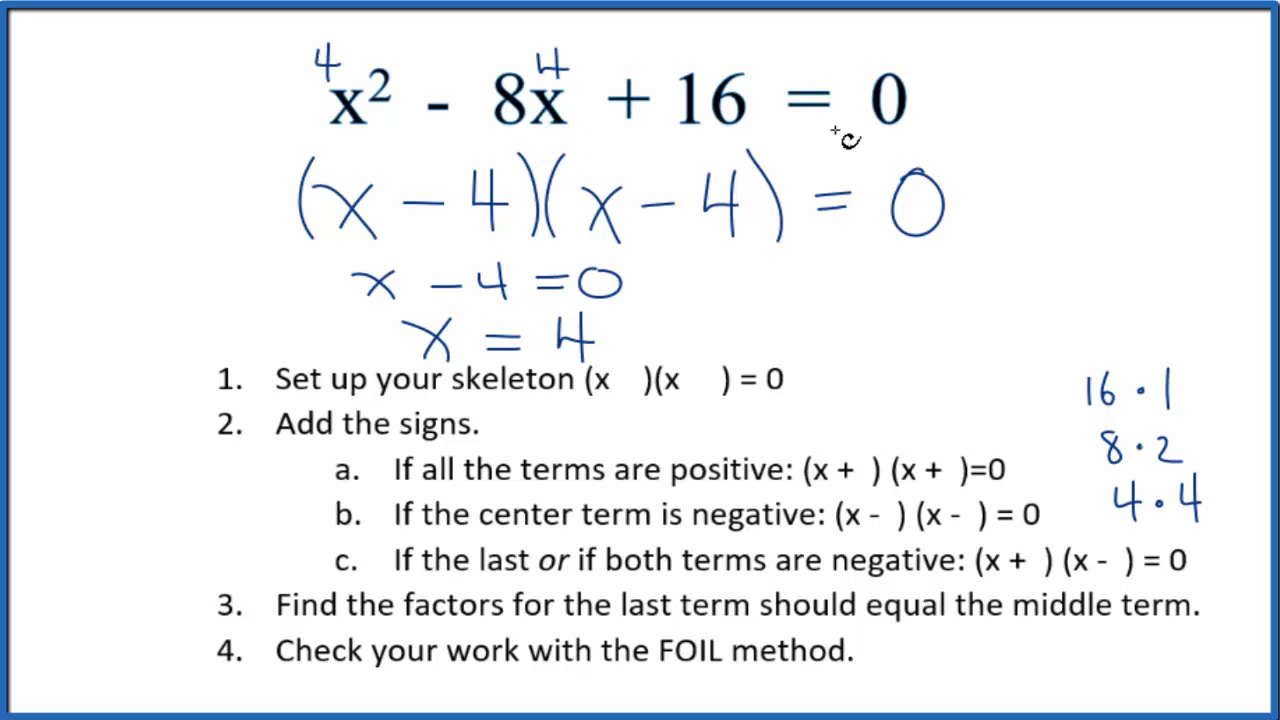 4 4
x² - 8x + 16 = 0
(x - 4)(x - 4) = 0
x - 4 = 0
x = 4
1. Set up your skeleton (x )(x ) = 0
16 · 1
2. Add the signs.
8 · 2
a. If all the terms are positive: (x + ) (x + )=0
4 · 4
b. If the center term is negative: (x - ) (x - ) = 0
c. If the last or if both terms are negative: (x + ) (x - ) = 0
3. Find the factors for the last term should equal the middle term.
4. Check your work with the FOIL method.